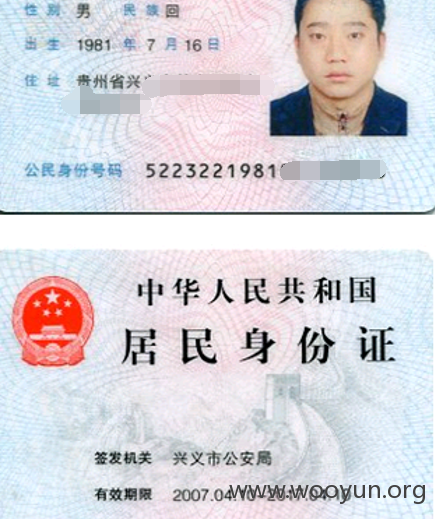 性别 男 民族 回
出生 1981 年 7 月 16 日
住址 贵州省兴
公民身份号码 5223221981
中华人民共和国
居民身份证
签发机关 兴义市公安局
有效期限 2007.04.
www.wooyun.org